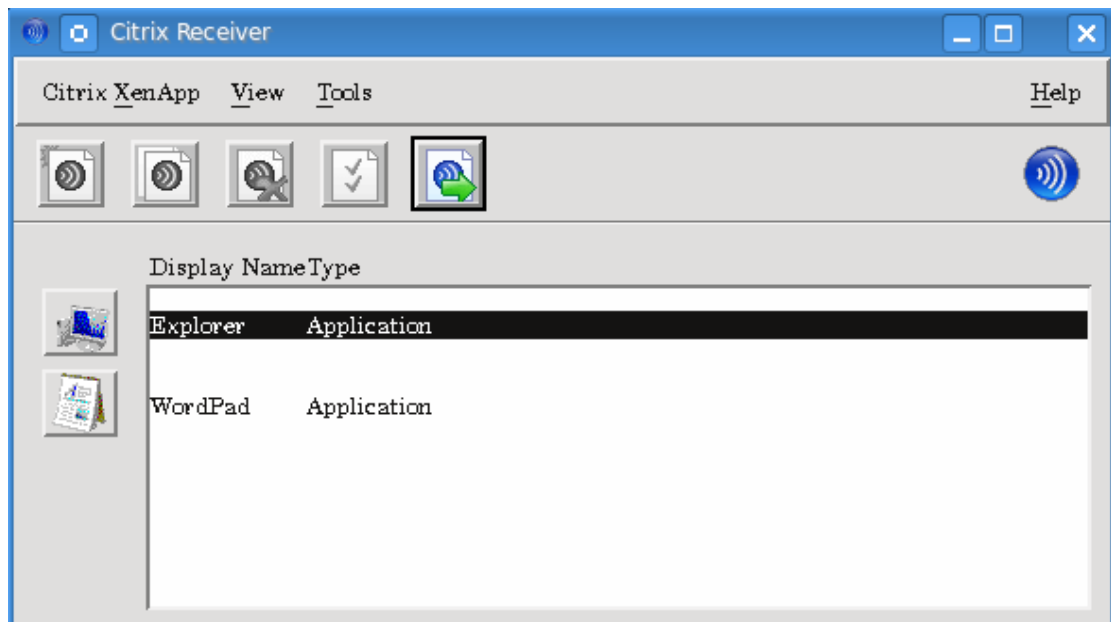 Citrix Receiver
Citrix XenApp View Tools Help
Display Name Type
Explorer Application
WordPad Application